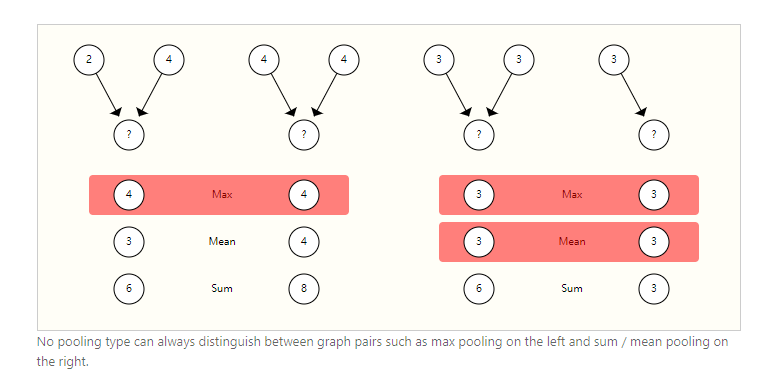 2 4 4 4 3 3 3
? ? ? ?
4 Max 4 3 Max 3
3 Mean 4 3 Mean 3
6 Sum 8 6 Sum 3
No pooling type can always distinguish between graph pairs such as max pooling on the left and sum / mean pooling on
the right.